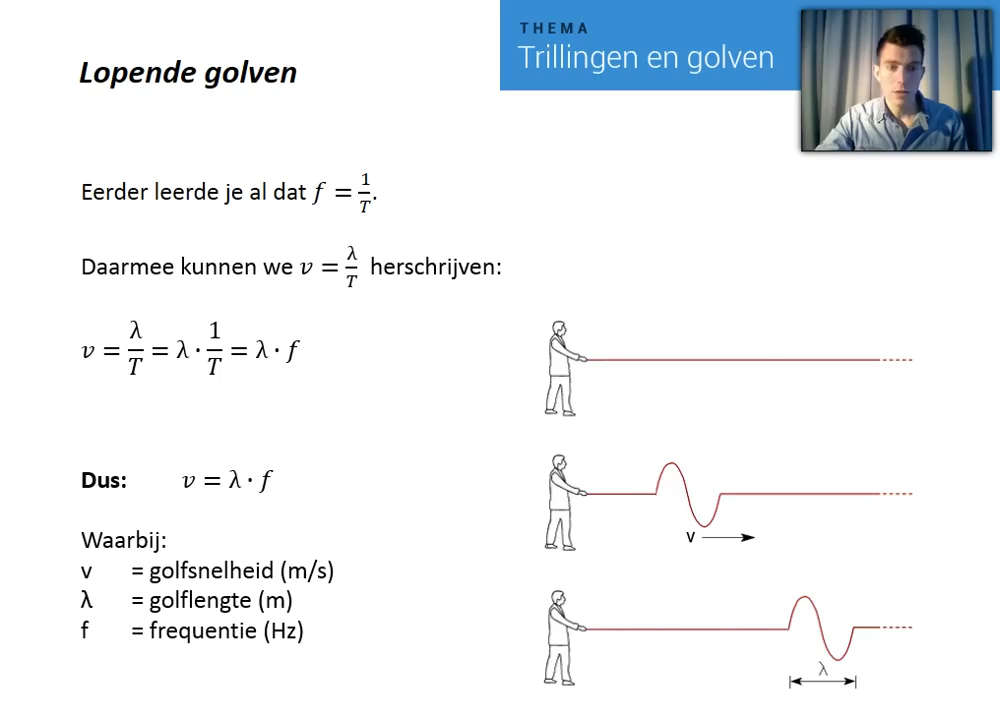 THEMA
Trillingen en golven
Lopende golven
Eerder leerde je al dat f = 1/T.
Daarmee kunnen we v = λ/T herschrijven:
v = λ/T = λ · 1/T = λ · f
Dus: v = λ · f
Waarbij:
v = golfsnelheid (m/s)
λ = golflengte (m)
f = frequentie (Hz)
v
λ